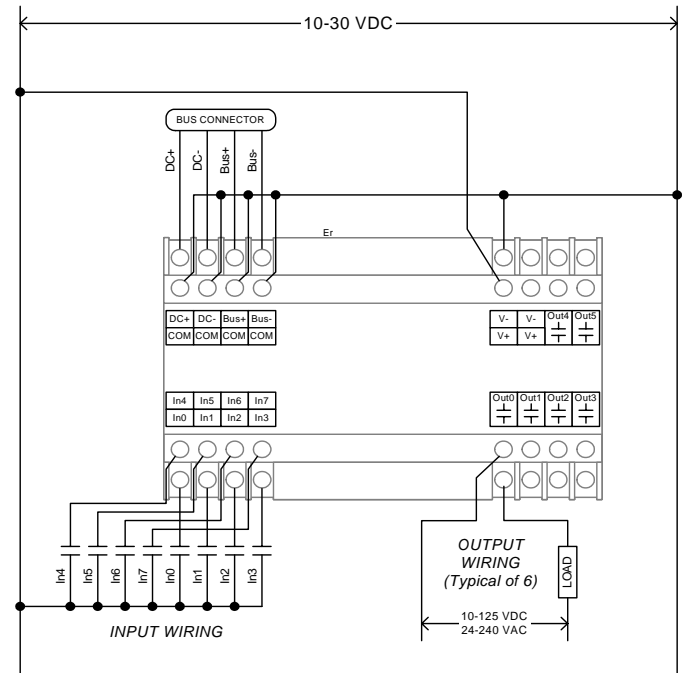 10-30 VDC
BUS CONNECTOR
DC+ DC- Bus+ Bus-
Er
DC+ DC- Bus+ Bus-
COM COM COM COM
V- V- Out4 Out5
V+ V+
In4 In5 In6 In7
In0 In1 In2 In3
Out0 Out1 Out2 Out3
In4 In5 In6 In7 In0 In1 In2 In3
INPUT WIRING
OUTPUT
WIRING
(Typical of 6)
LOAD
10-125 VDC
24-240 VAC